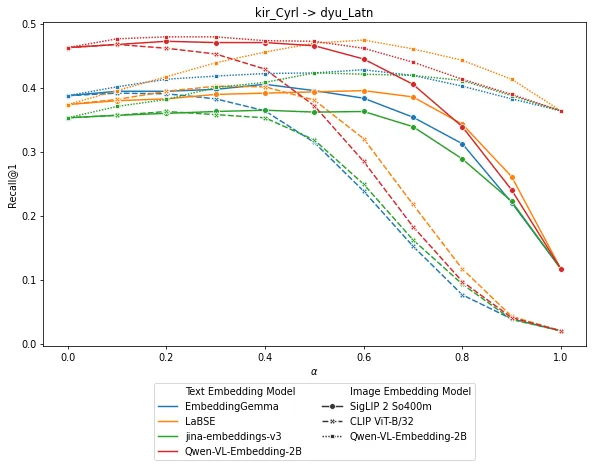 kir_Cyrl -> dyu_Latn
Recall@1
0.5
0.4
0.3
0.2
0.1
0.0
0.0 0.2 0.4 0.6 0.8 1.0
α
Text Embedding Model
EmbeddingGemma
LaBSE
jina-embeddings-v3
Qwen-VL-Embedding-2B
Image Embedding Model
SigLIP 2 So400m
CLIP ViT-B/32
Qwen-VL-Embedding-2B